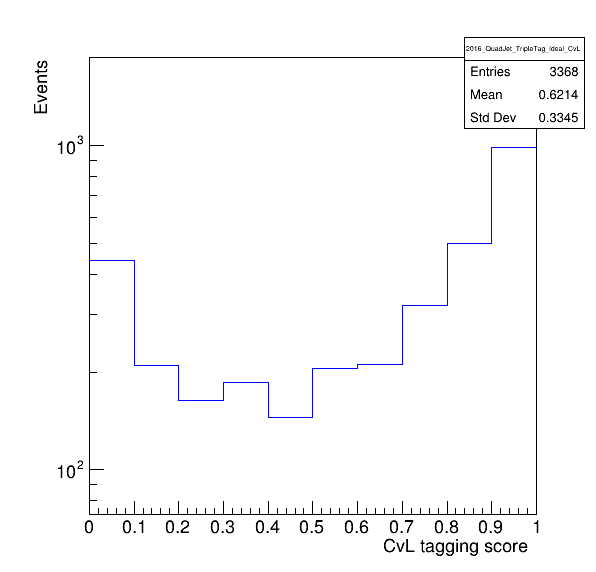 2016_QuadJet_TripleTag_Ideal_CvL
Entries 3368
Mean 0.6214
Std Dev 0.3345
Events
10³
10²
0 0.1 0.2 0.3 0.4 0.5 0.6 0.7 0.8 0.9 1
CvL tagging score